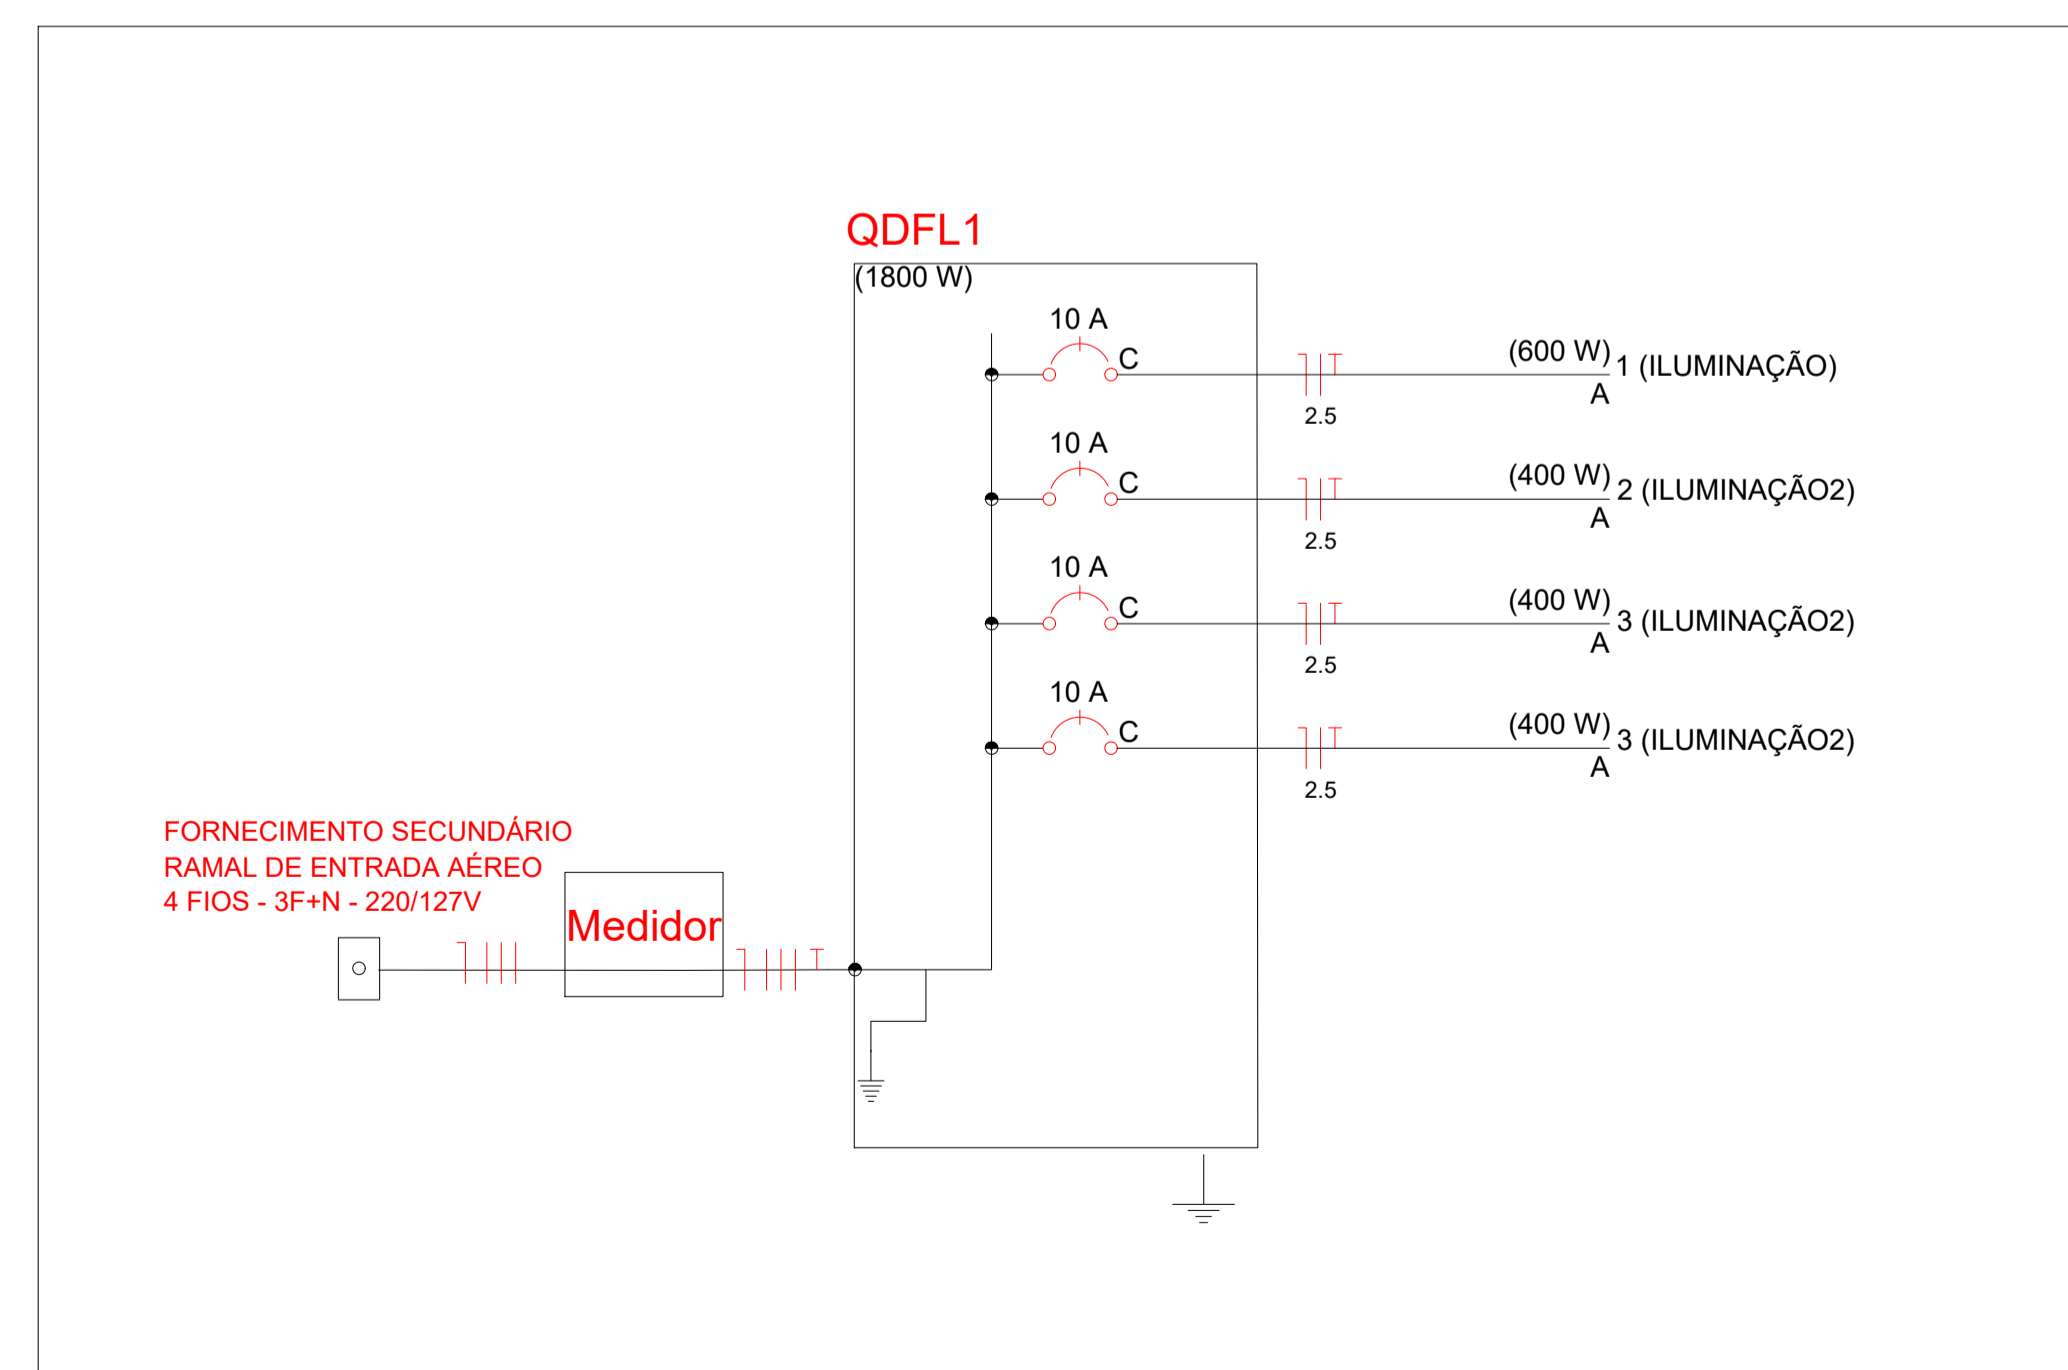 QDFL1
(1800 W)
10 A
C
(600 W)
1 (ILUMINAÇÃO)
A
2.5
10 A
C
(400 W)
2 (ILUMINAÇÃO2)
A
2.5
10 A
C
(400 W)
3 (ILUMINAÇÃO2)
A
2.5
10 A
C
(400 W)
3 (ILUMINAÇÃO2)
A
2.5
FORNECIMENTO SECUNDÁRIO
RAMAL DE ENTRADA AÉREO
4 FIOS - 3F+N - 220/127V
Medidor